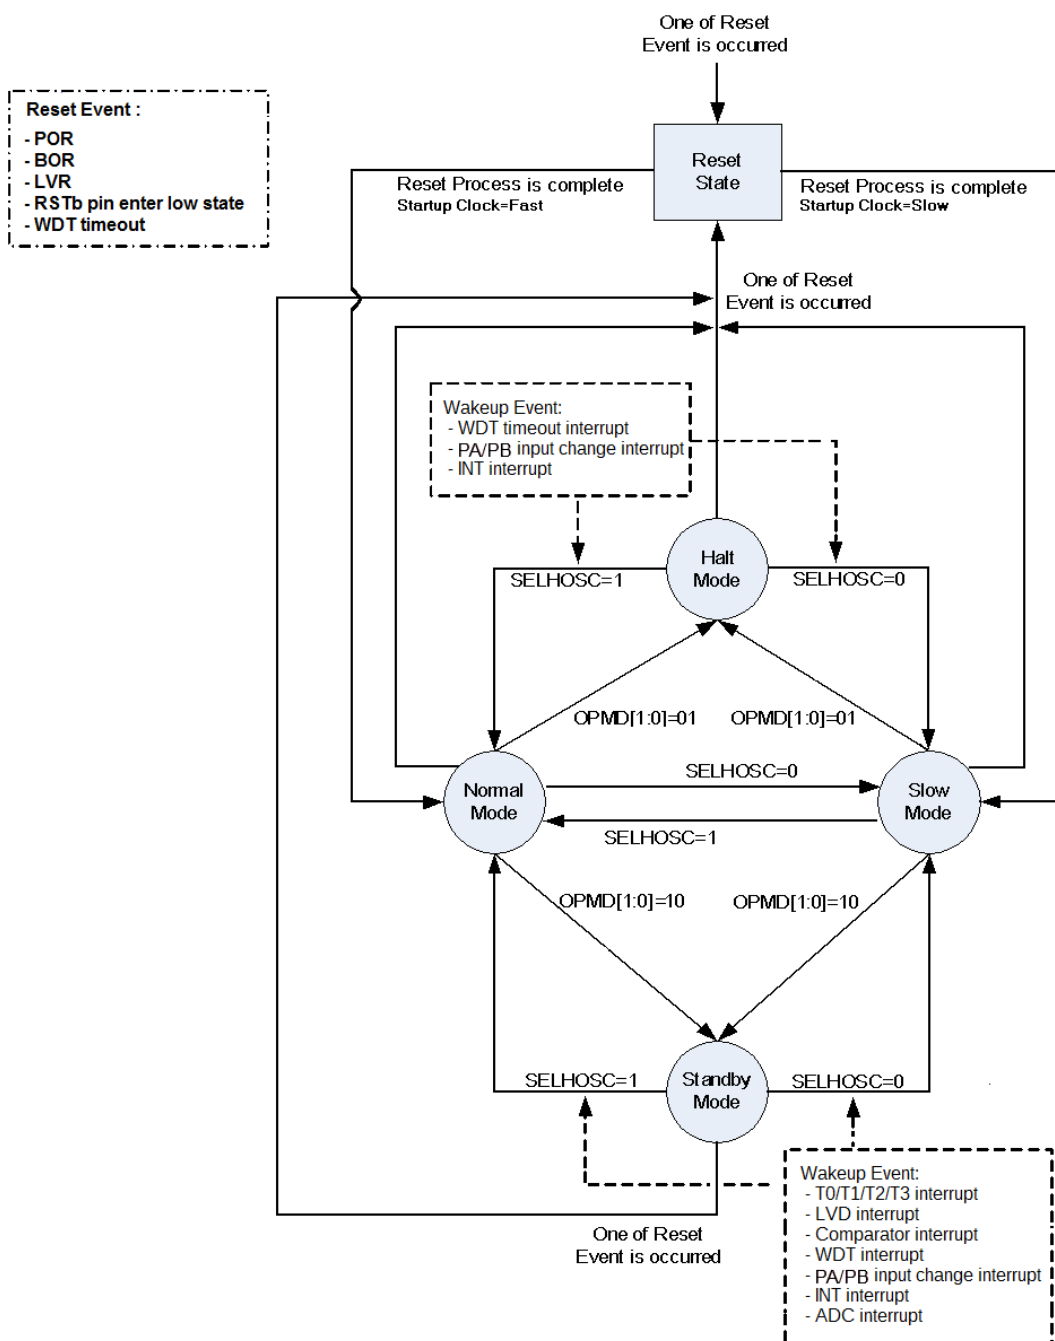 One of Reset
Event is occurred
Reset Event :
- POR
- BOR
- LVR
- RSTb pin enter low state
- WDT timeout
Reset
State
Reset Process is complete
Startup Clock=Fast
Reset Process is complete
Startup Clock=Slow
One of Reset
Event is occurred
Wakeup Event:
- WDT timeout interrupt
- PA/PB input change interrupt
- INT interrupt
Halt
Mode
SELHOSC=1
SELHOSC=0
OPMD[1:0]=01
OPMD[1:0]=01
SELHOSC=0
Normal
Mode
Slow
Mode
SELHOSC=1
OPMD[1:0]=10
OPMD[1:0]=10
SELHOSC=1
Standby
Mode
SELHOSC=0
One of Reset
Event is occurred
Wakeup Event:
- T0/T1/T2/T3 interrupt
- LVD interrupt
- Comparator interrupt
- WDT interrupt
- PA/PB input change interrupt
- INT interrupt
- ADC interrupt